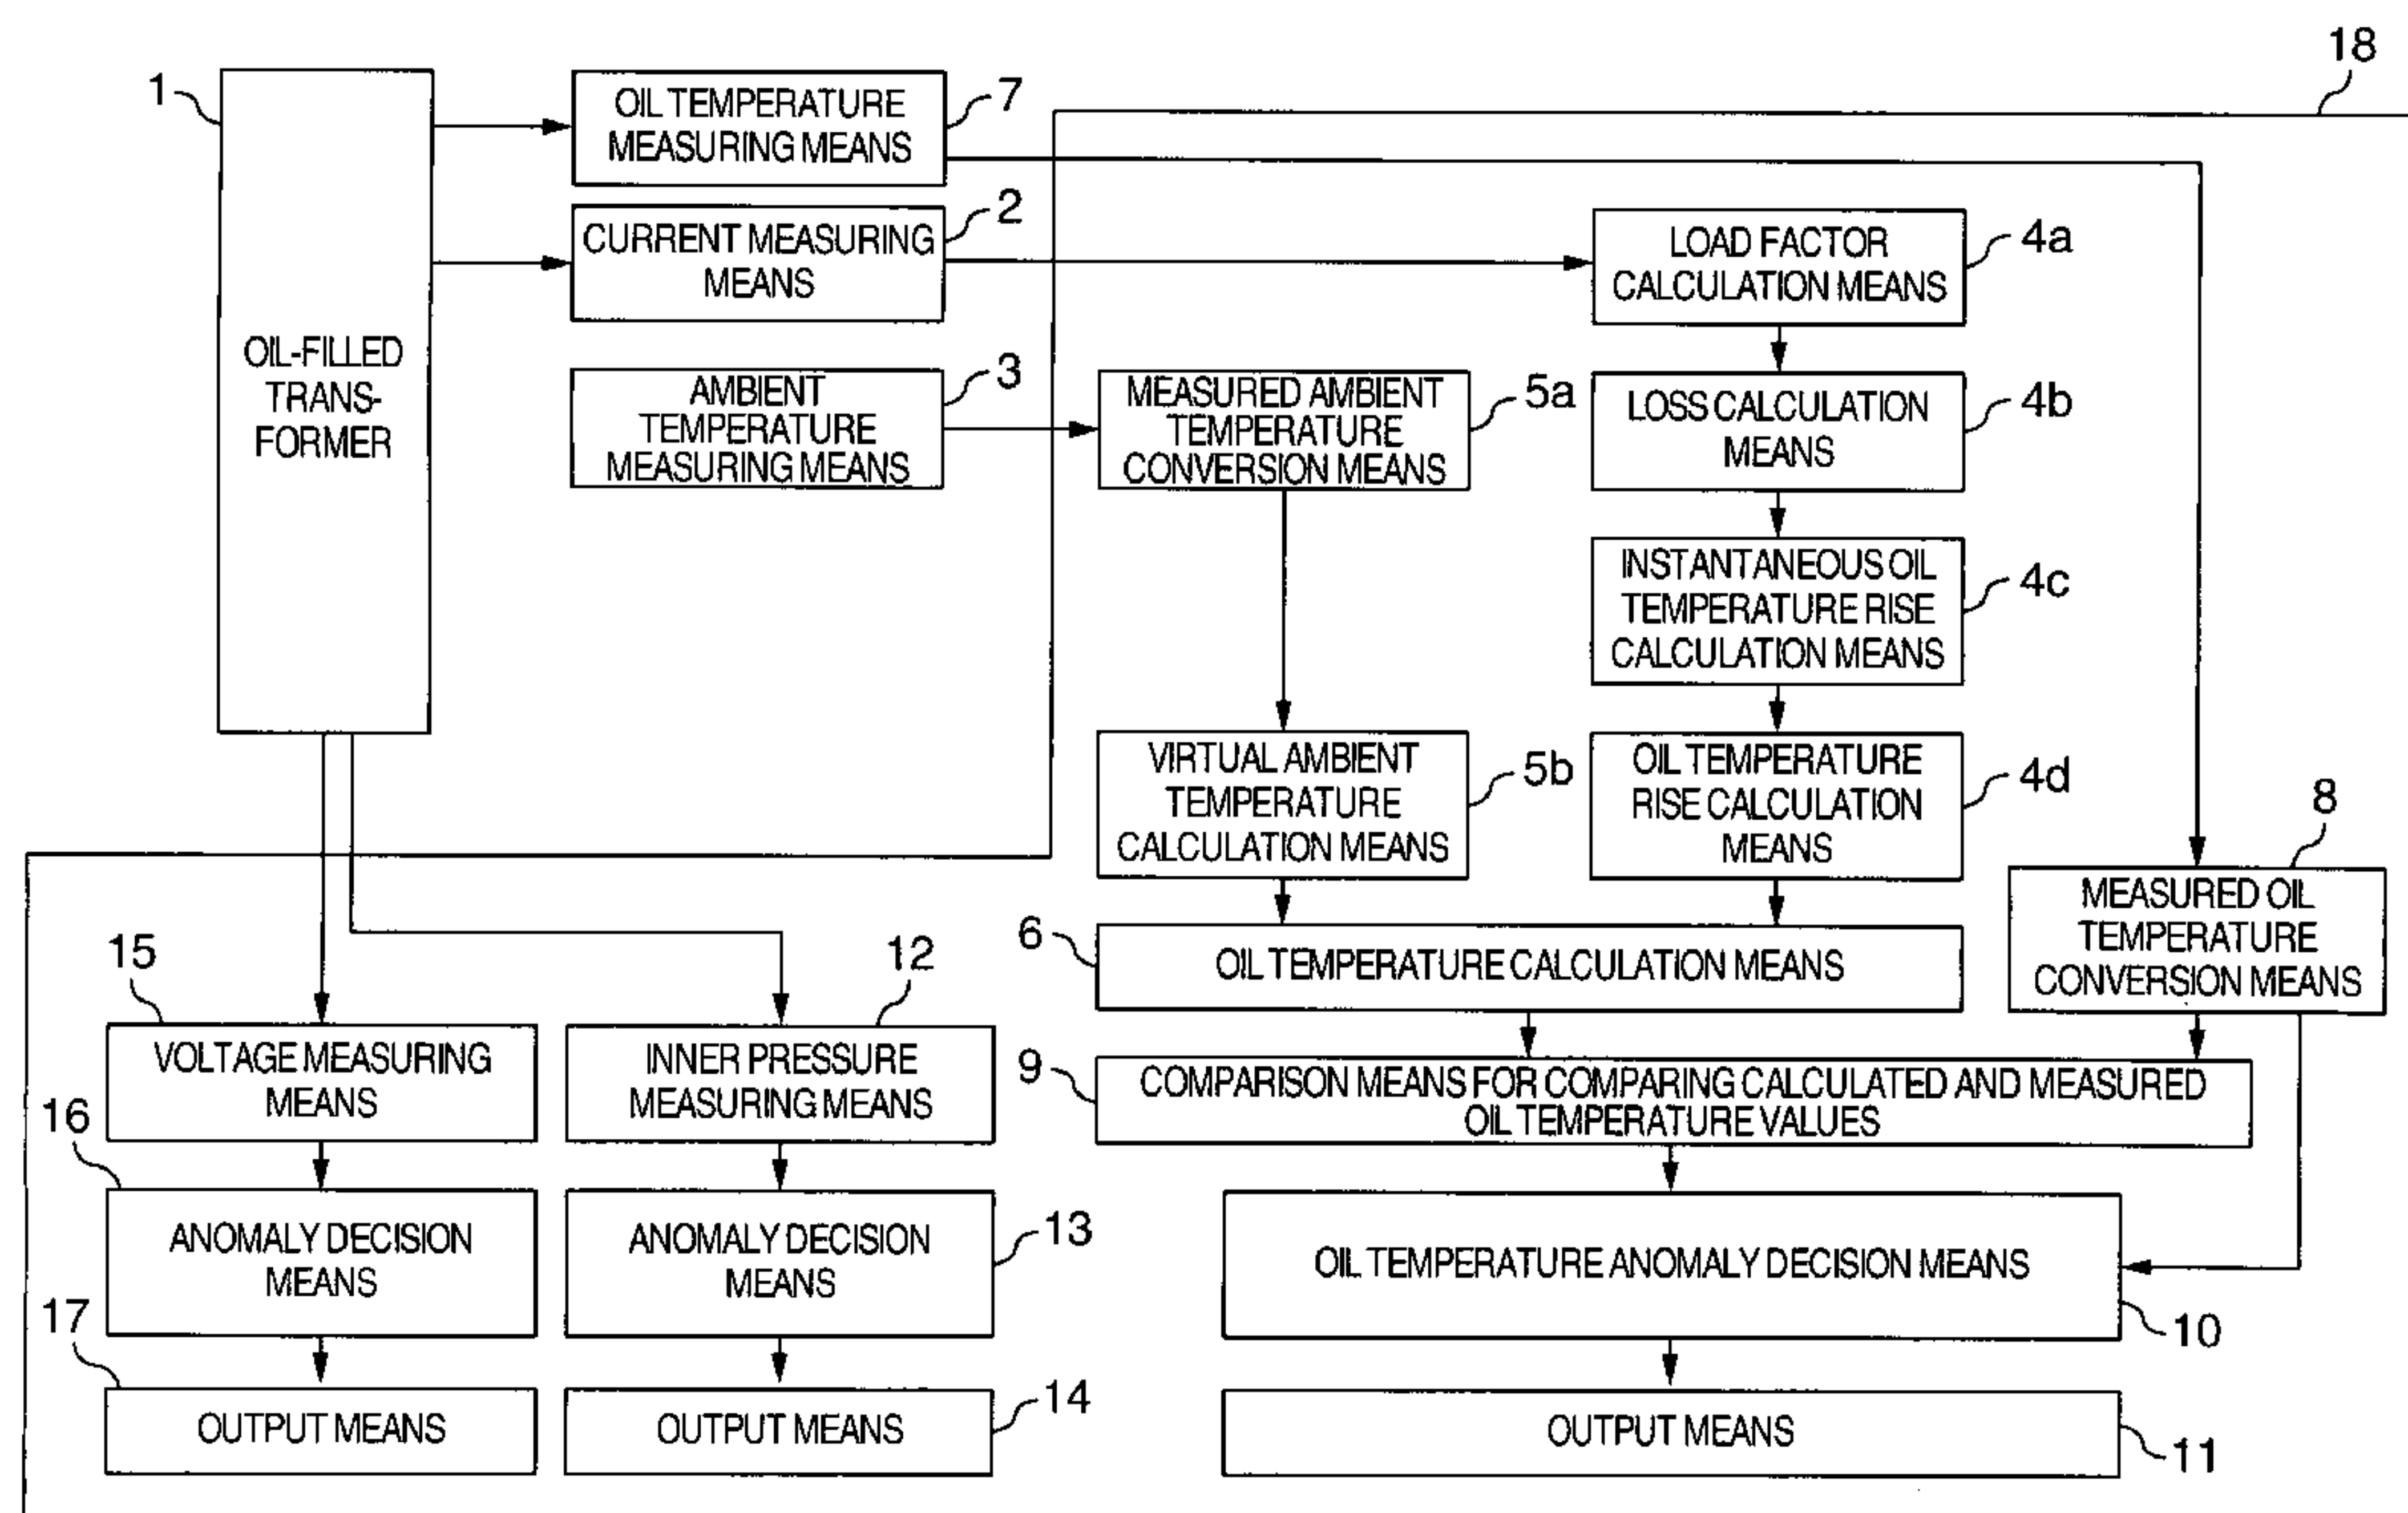 18
1
OIL-FILLED
TRANS-
FORMER
OIL TEMPERATURE
MEASURING MEANS
7
CURRENT MEASURING
MEANS
2
AMBIENT
TEMPERATURE
MEASURING MEANS
3
MEASURED AMBIENT
TEMPERATURE
CONVERSION MEANS
5a
LOAD FACTOR
CALCULATION MEANS
4a
LOSS CALCULATION
MEANS
4b
INSTANTANEOUS OIL
TEMPERATURE RISE
CALCULATION MEANS
4c
VIRTUAL AMBIENT
TEMPERATURE
CALCULATION MEANS
5b
OIL TEMPERATURE
RISE CALCULATION
MEANS
4d
8
MEASURED OIL
TEMPERATURE
CONVERSION MEANS
6
OIL TEMPERATURE CALCULATION MEANS
15
VOLTAGE MEASURING
MEANS
12
INNER PRESSURE
MEASURING MEANS
9
COMPARISON MEANS FOR COMPARING CALCULATED AND MEASURED
OIL TEMPERATURE VALUES
16
ANOMALY DECISION
MEANS
ANOMALY DECISION
MEANS
13
OIL TEMPERATURE ANOMALY DECISION MEANS
10
17
OUTPUT MEANS
OUTPUT MEANS
14
OUTPUT MEANS
11